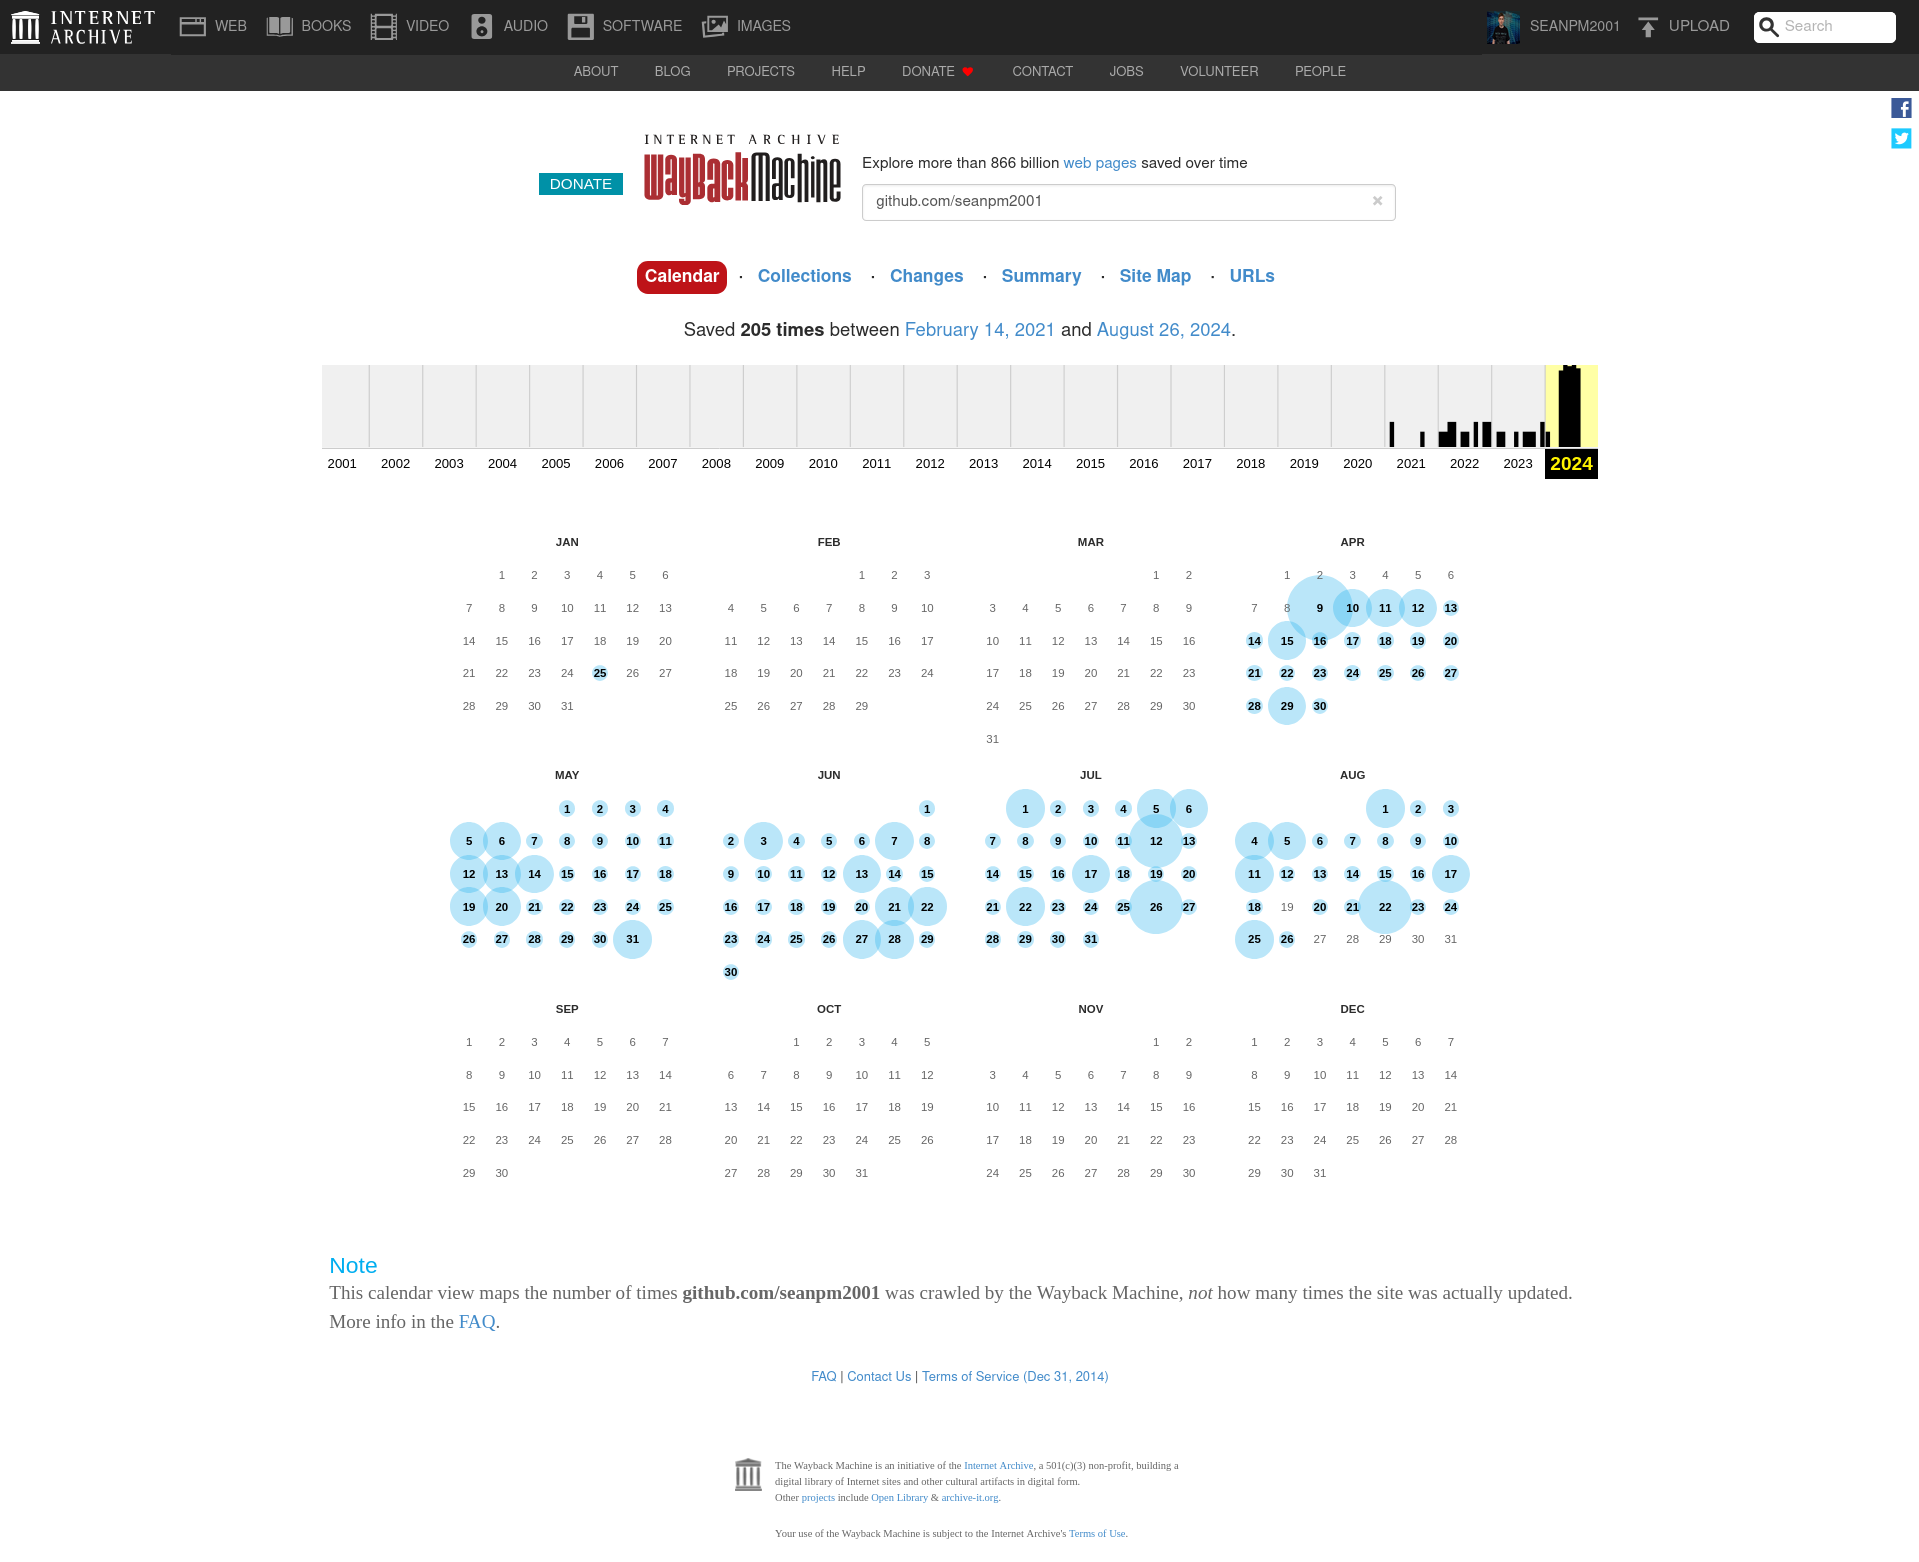 INTERNET ARCHIVE
WEB BOOKS VIDEO AUDIO SOFTWARE IMAGES SEANPM2001 UPLOAD Search
ABOUT BLOG PROJECTS HELP DONATE CONTACT JOBS VOLUNTEER PEOPLE
INTERNET ARCHIVE
WayBackMachine
DONATE
Explore more than 866 billion web pages saved over time
github.com/seanpm2001 ×
Calendar · Collections · Changes · Summary · Site Map · URLs
Saved 205 times between February 14, 2021 and August 26, 2024.
2001 2002 2003 2004 2005 2006 2007 2008 2009 2010 2011 2012 2013 2014 2015 2016 2017 2018 2019 2020 2021 2022 2023 2024
JAN FEB MAR APR
1 2 3 4 5 6 1 2 3 1 2 1 2 3 4 5 6
7 8 9 10 11 12 13 4 5 6 7 8 9 10 3 4 5 6 7 8 9 7 8 9 10 11 12 13
14 15 16 17 18 19 20 11 12 13 14 15 16 17 10 11 12 13 14 15 16 14 15 16 17 18 19 20
21 22 23 24 25 26 27 18 19 20 21 22 23 24 17 18 19 20 21 22 23 21 22 23 24 25 26 27
28 29 30 31 25 26 27 28 29 24 25 26 27 28 29 30 28 29 30
31
MAY JUN JUL AUG
1 2 3 4 1 1 2 3 4 5 6 1 2 3
5 6 7 8 9 10 11 2 3 4 5 6 7 8 7 8 9 10 11 12 13 4 5 6 7 8 9 10
12 13 14 15 16 17 18 9 10 11 12 13 14 15 14 15 16 17 18 19 20 11 12 13 14 15 16 17
19 20 21 22 23 24 25 16 17 18 19 20 21 22 21 22 23 24 25 26 27 18 19 20 21 22 23 24
26 27 28 29 30 31 23 24 25 26 27 28 29 28 29 30 31 25 26 27 28 29 30 31
30
SEP OCT NOV DEC
1 2 3 4 5 6 7 1 2 3 4 5 1 2 1 2 3 4 5 6 7
8 9 10 11 12 13 14 6 7 8 9 10 11 12 3 4 5 6 7 8 9 8 9 10 11 12 13 14
15 16 17 18 19 20 21 13 14 15 16 17 18 19 10 11 12 13 14 15 16 15 16 17 18 19 20 21
22 23 24 25 26 27 28 20 21 22 23 24 25 26 17 18 19 20 21 22 23 22 23 24 25 26 27 28
29 30 27 28 29 30 31 24 25 26 27 28 29 30 29 30 31
Note
This calendar view maps the number of times github.com/seanpm2001 was crawled by the Wayback Machine, not how many times the site was actually updated.
More info in the FAQ.
FAQ | Contact Us | Terms of Service (Dec 31, 2014)
The Wayback Machine is an initiative of the Internet Archive, a 501(c)(3) non-profit, building a
digital library of Internet sites and other cultural artifacts in digital form.
Other projects include Open Library & archive-it.org.
Your use of the Wayback Machine is subject to the Internet Archive's Terms of Use.